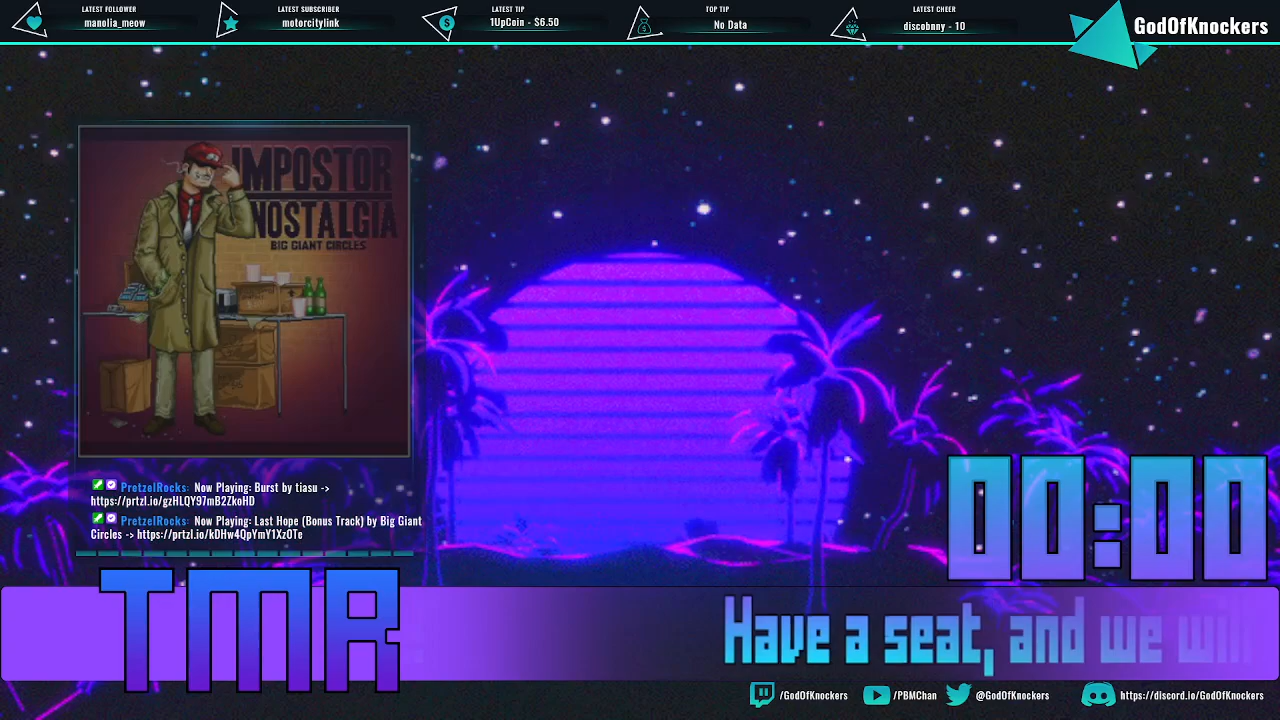 LATEST FOLLOWER
manolia_meow
LATEST SUBSCRIBER
motorcitylink
LATEST TIP
1UpCoin - $6.50
TOP TIP
No Data
LATEST CHEER
discobnny - 10
GodOfKnockers
IMPOSTOR
NOSTALGIA
BIG GIANT CIRCLES
PretzelRocks: Now Playing: Burst by tiasu ->
https://prtzl.io/gzHLQY97mB2ZkoHD
PretzelRocks: Now Playing: Last Hope (Bonus Track) by Big Giant
Circles -> https://prtzl.io/kDHw4QpYmY1XzOTe
00:00
TMR
Have a seat, and we will
/GodOfKnockers
/PBMChan
@GodOfKnockers
https://discord.io/GodOfKnockers